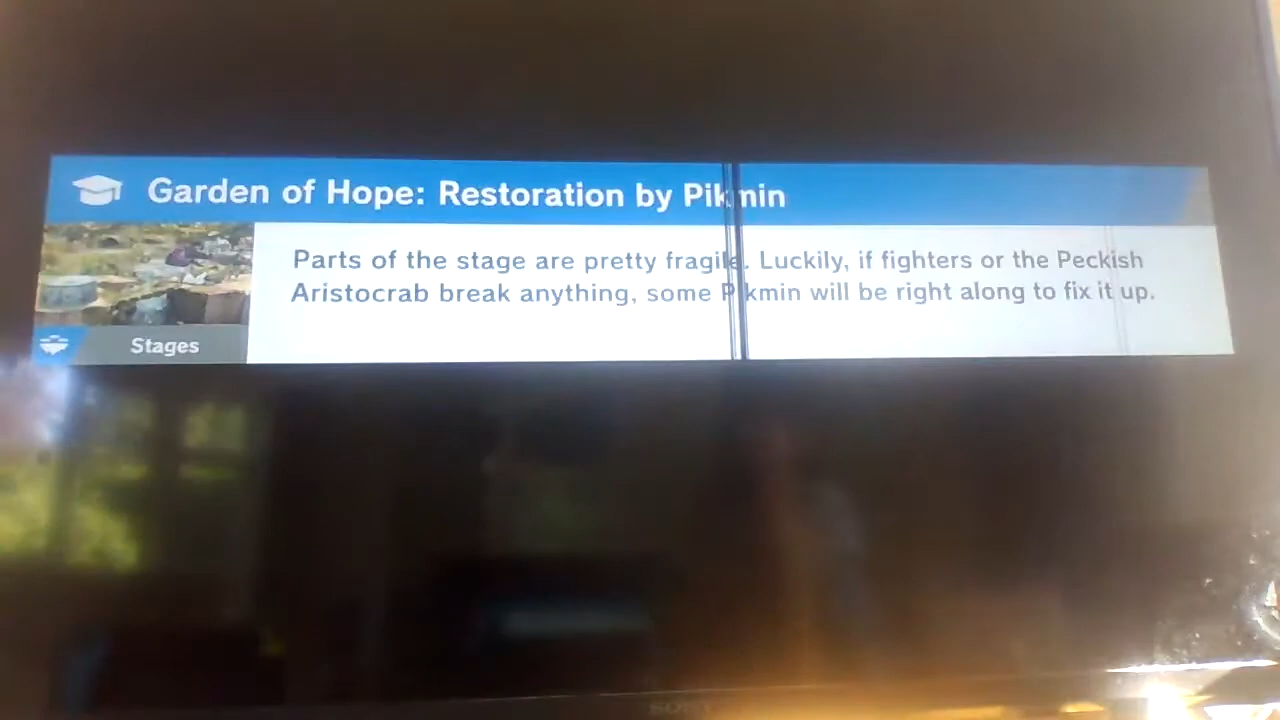 Garden of Hope: Restoration by Pikmin
Parts of the stage are pretty fragile. Luckily, if fighters or the Peckish
Aristocrab break anything, some Pikmin will be right along to fix it up.
Stages
SONY